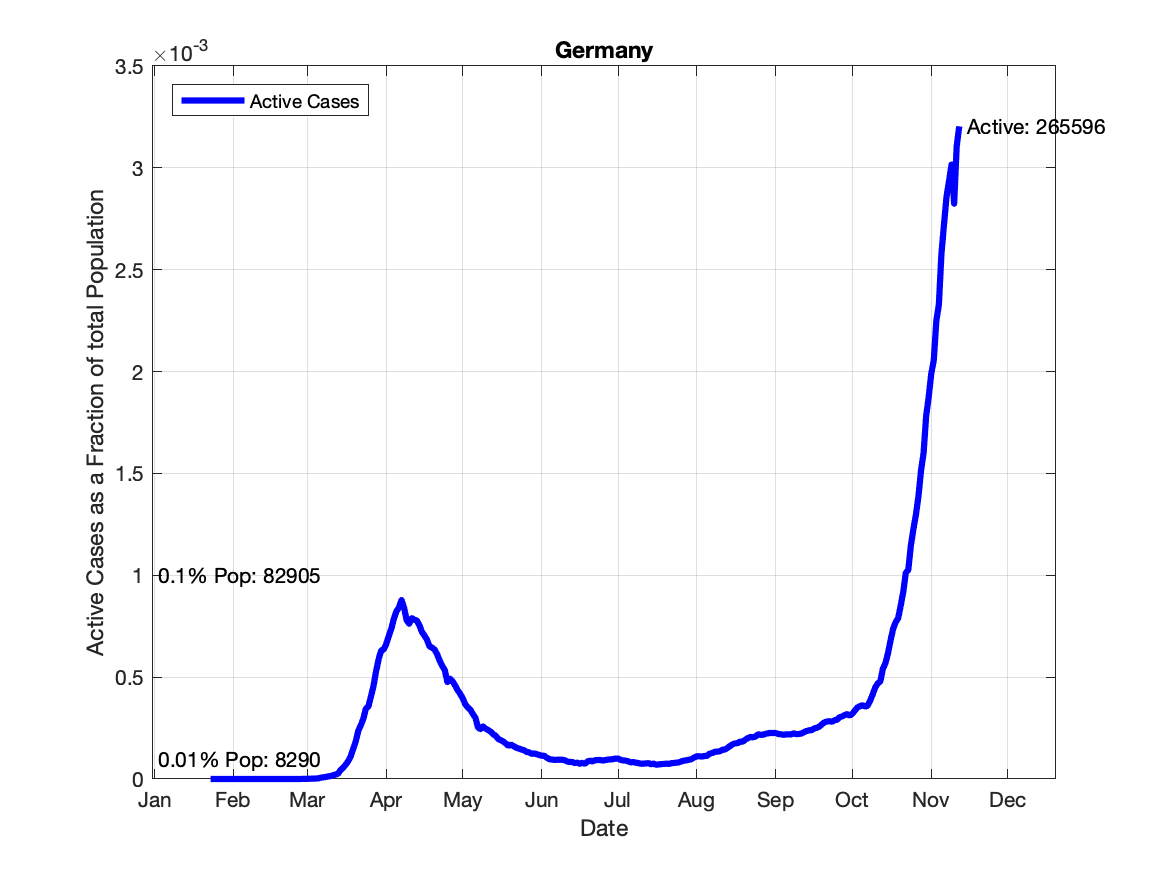 Germany
×10-3
3.5
3
2.5
2
1.5
1
0.5
0
Active Cases as a Fraction of total Population
Active Cases
Active: 265596
0.1% Pop: 82905
0.01% Pop: 8290
Jan Feb Mar Apr May Jun Jul Aug Sep Oct Nov Dec
Date